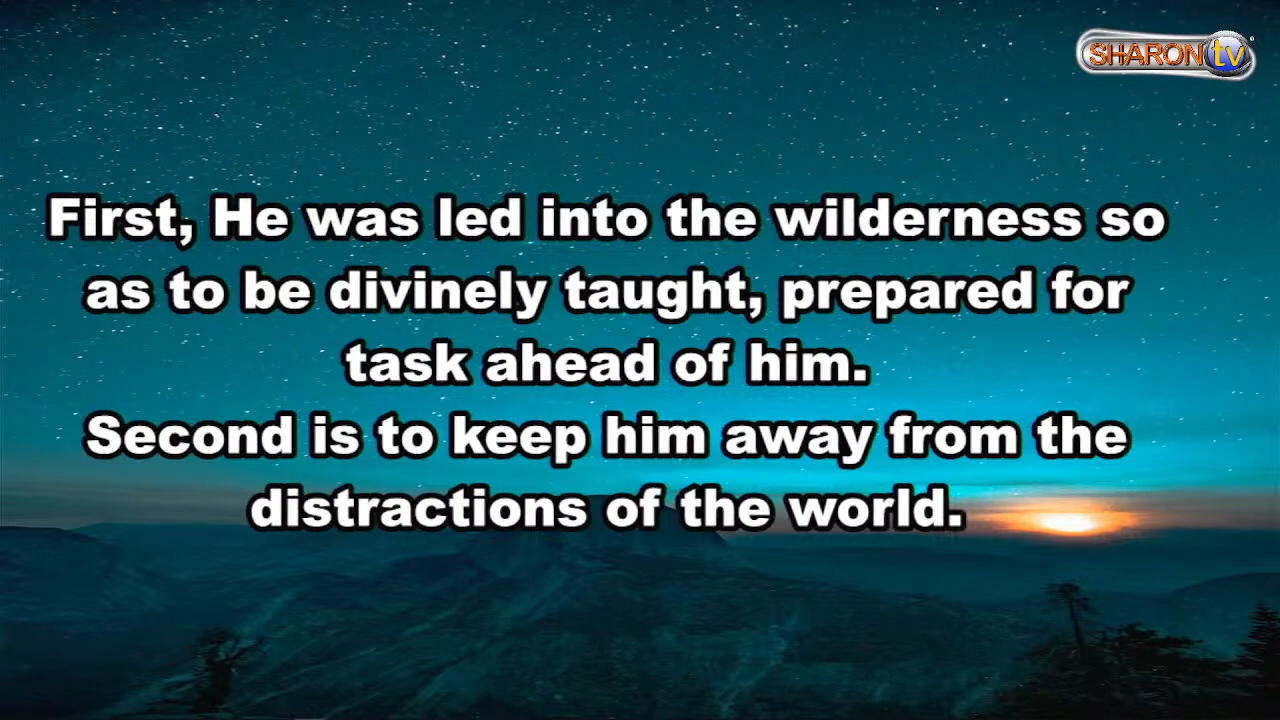 SHARON tv
First, He was led into the wilderness so
as to be divinely taught, prepared for
task ahead of him.
Second is to keep him away from the
distractions of the world.